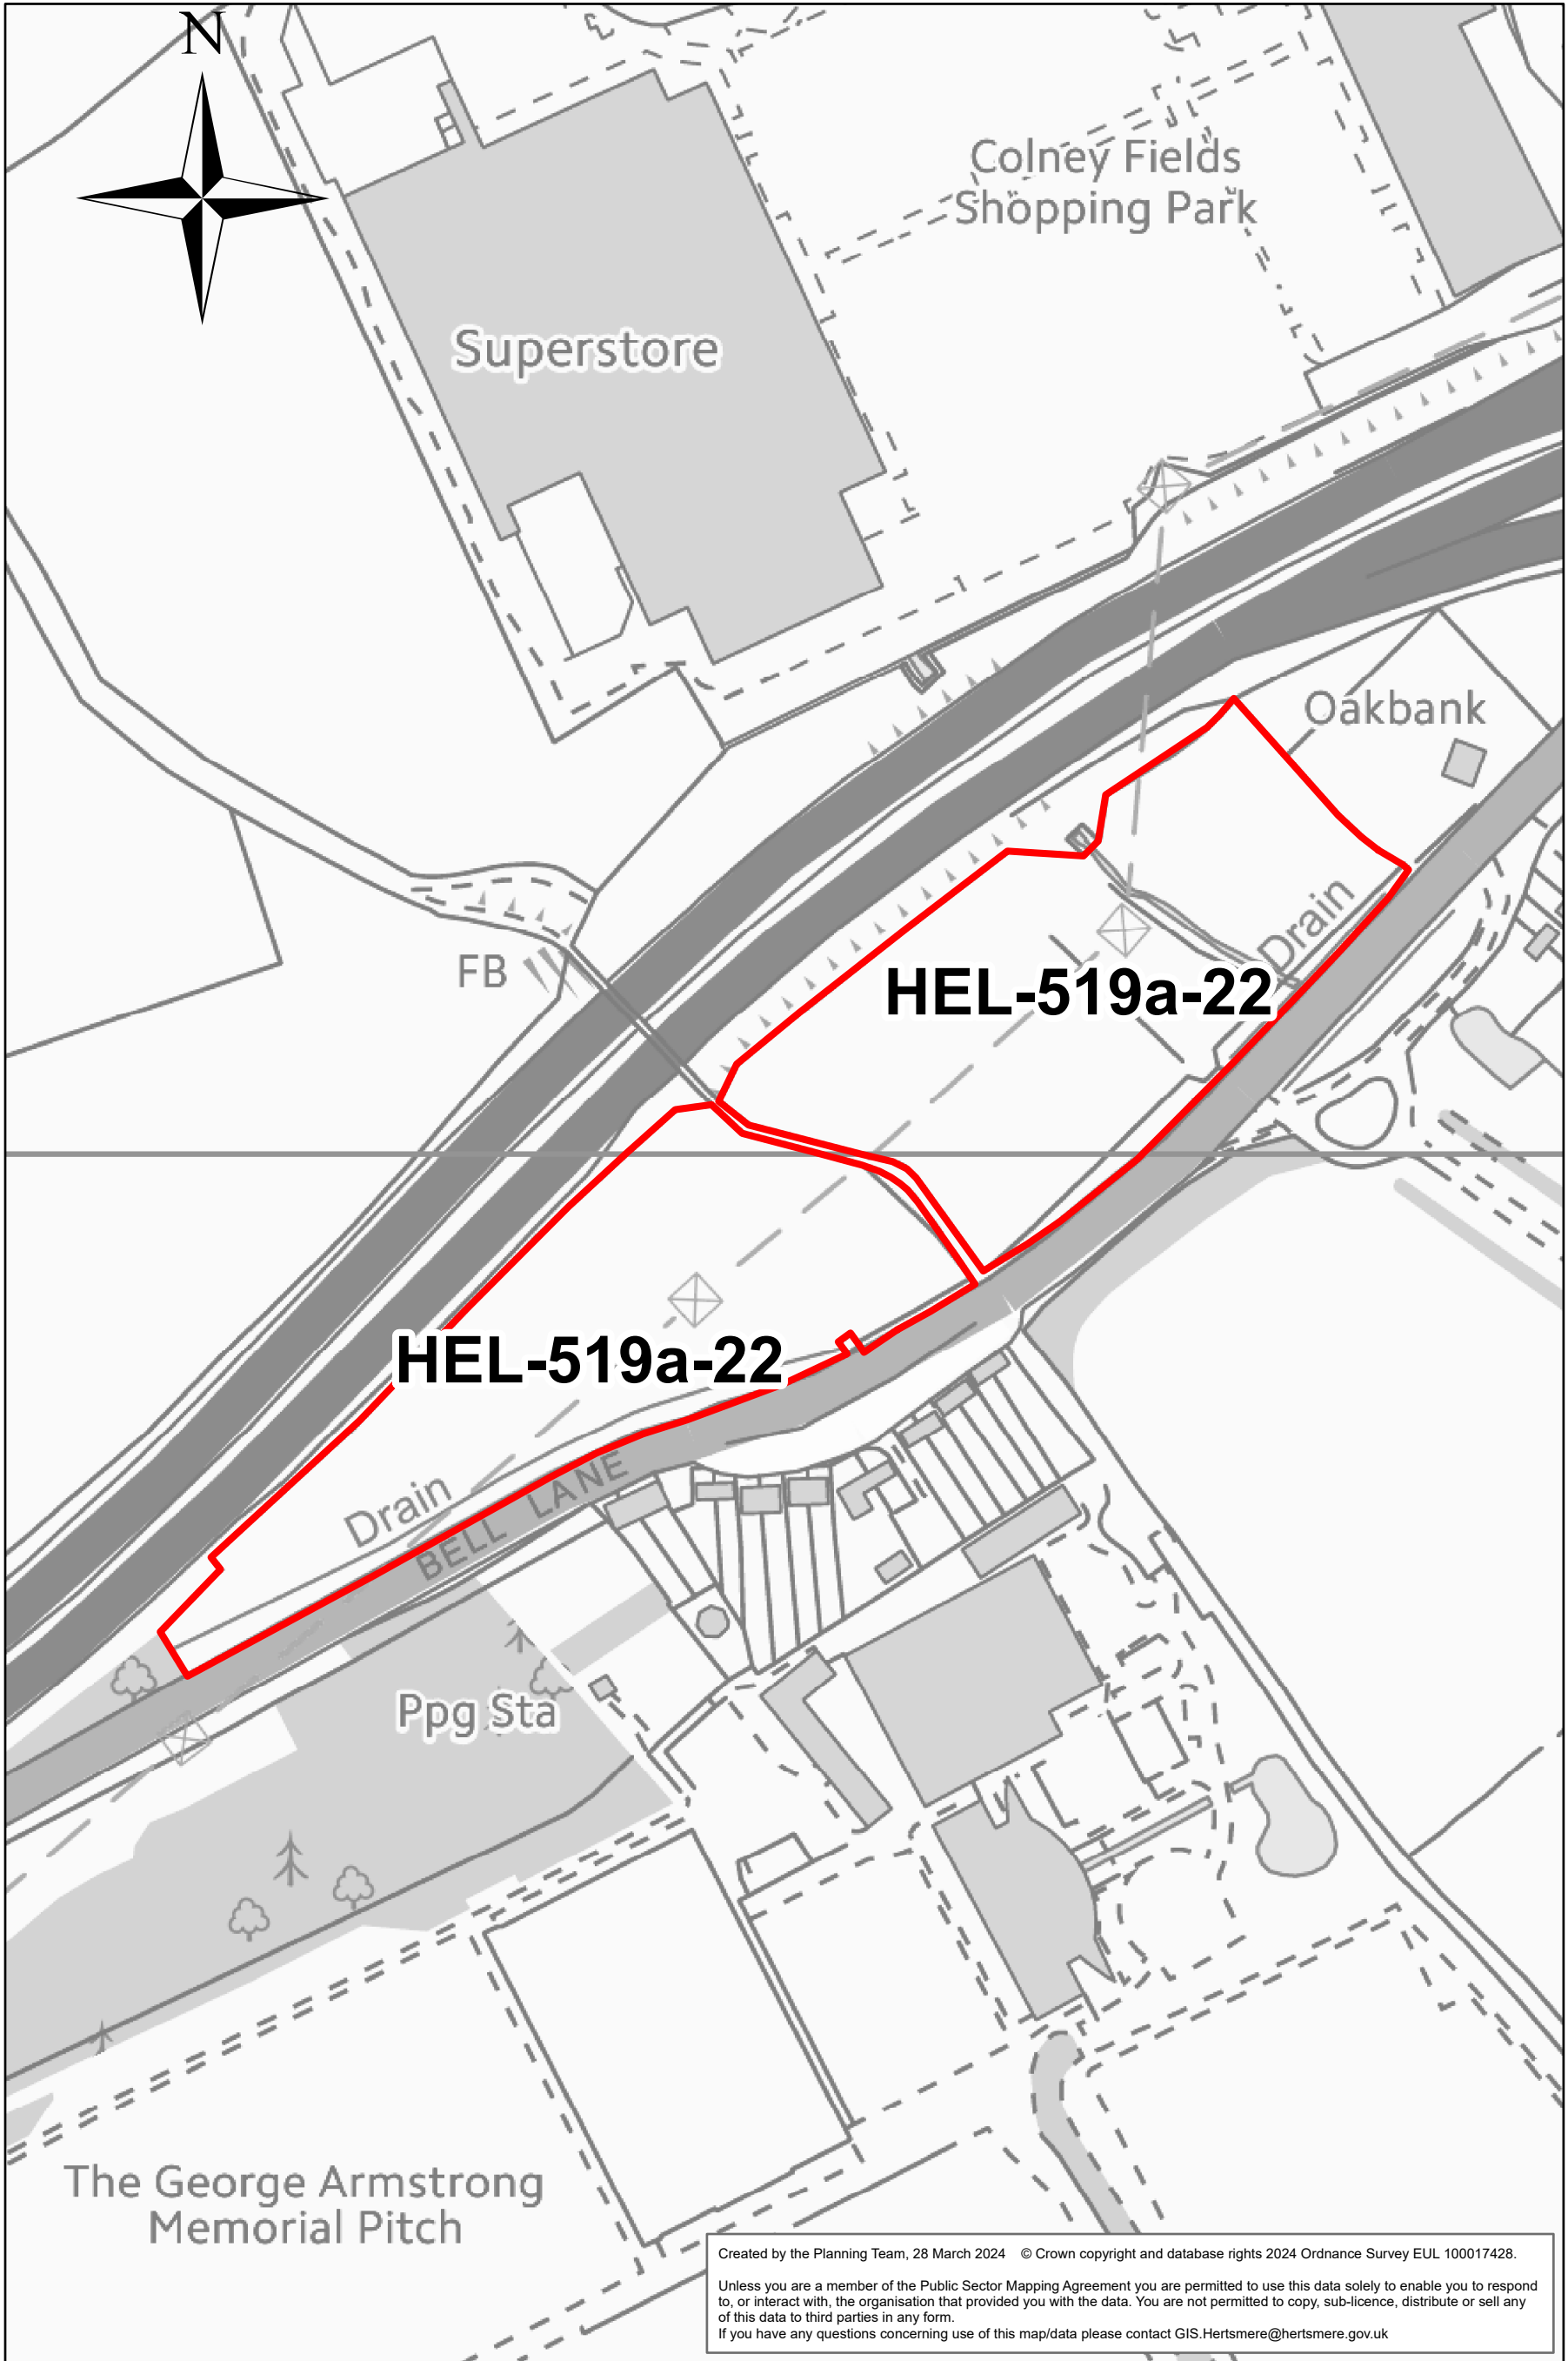 N
Colney Fields
Shopping Park
Superstore
Oakbank
Drain
FB
HEL-519a-22
HEL-519a-22
Drain
BELL LANE
Ppg Sta
The George Armstrong
Memorial Pitch
Created by the Planning Team, 28 March 2024 © Crown copyright and database rights 2024 Ordnance Survey EUL 100017428.
Unless you are a member of the Public Sector Mapping Agreement you are permitted to use this data solely to enable you to respond
to, or interact with, the organisation that provided you with the data. You are not permitted to copy, sub-licence, distribute or sell any
of this data to third parties in any form.
If you have any questions concerning use of this map/data please contact GIS.Hertsmere@hertsmere.gov.uk